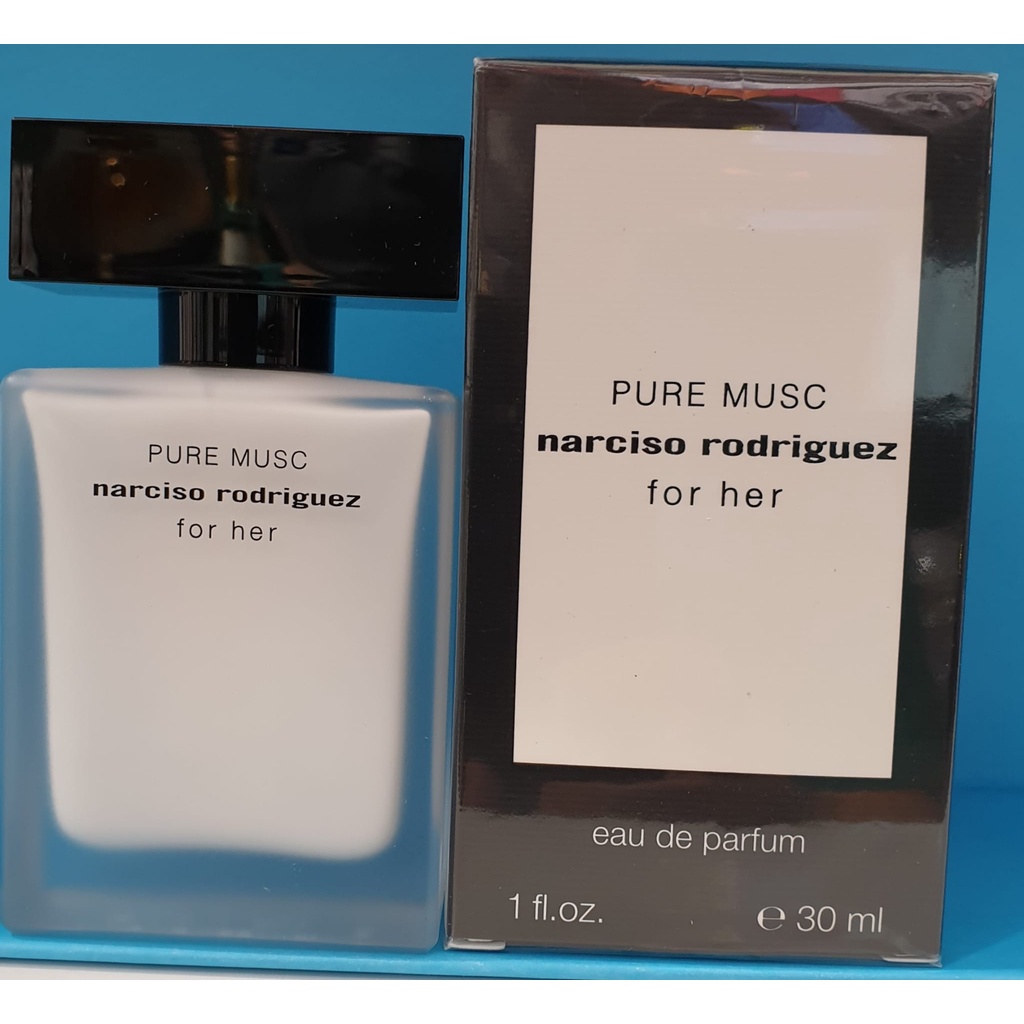 PURE MUSC
narciso rodriguez
for her
PURE MUSC
narciso rodriguez
for her
eau de parfum
1 fl.oz.
℮ 30 ml